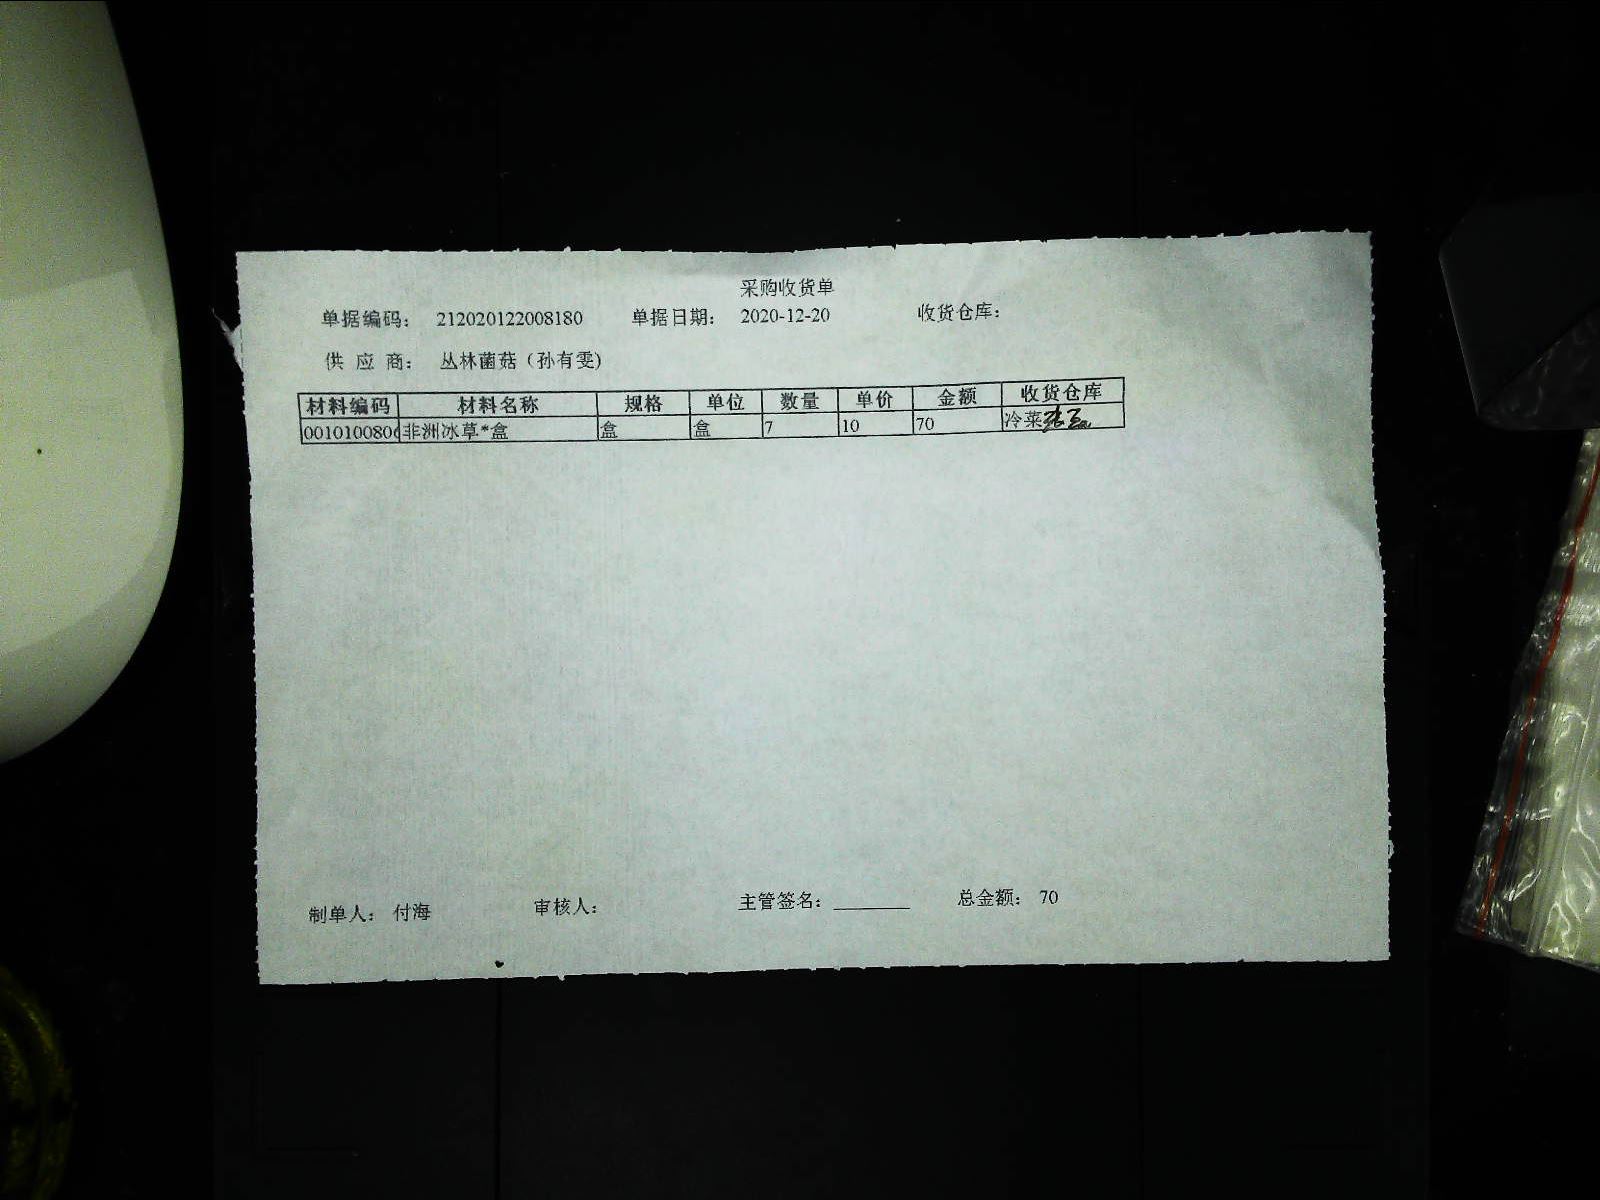 采购收货单
单据编码： 212020122008180 单据日期： 2020-12-20 收货仓库：
供 应 商： 丛林菌菇（孙有雯)
材料编码 材料名称 规格 单位 数量 单价 金额 收货仓库
001010080 非洲冰草*盒 盒 盒 7 10 70 冷菜
制单人： 付海 审核人： 主管签名：________ 总金额： 70